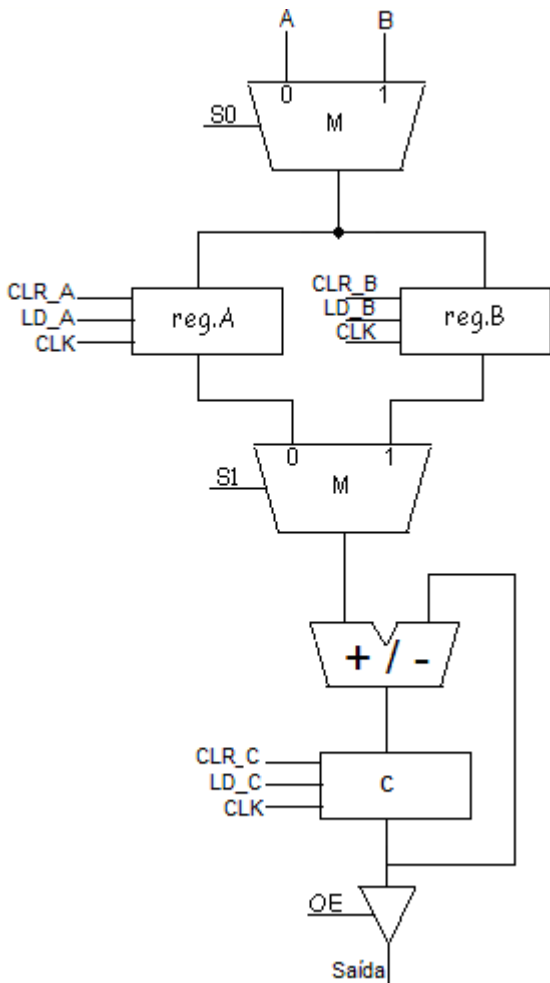 A B
0 1
S0 M
CLR_A CLR_B
LD_A reg.A LD_B reg.B
CLK CLK
0 1
S1 M
+ / -
CLR_C
LD_C C
CLK
OE
Saída